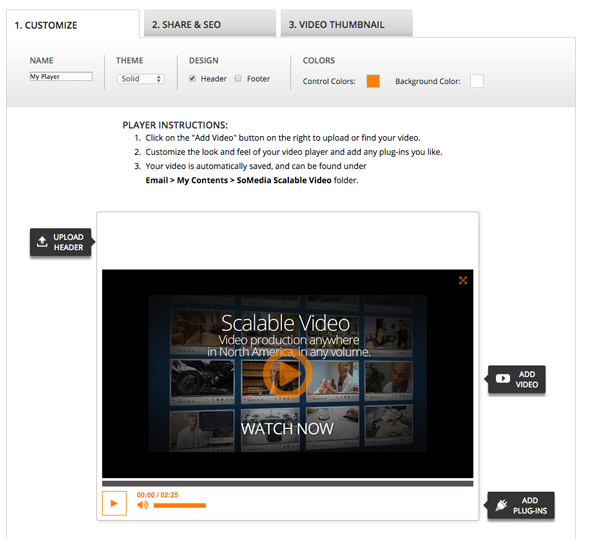 1. CUSTOMIZE
2. SHARE & SEO
3. VIDEO THUMBNAIL
NAME
My Player
THEME
Solid
DESIGN
Header
Footer
COLORS
Control Colors:
Background Color:
PLAYER INSTRUCTIONS:
1. Click on the "Add Video" button on the right to upload or find your video.
2. Customize the look and feel of your video player and add any plug-ins you like.
3. Your video is automatically saved, and can be found under
Email > My Contents > SoMedia Scalable Video folder.
UPLOAD
HEADER
Scalable Video
Video production anywhere
in North America, in any volume.
WATCH NOW
ADD
VIDEO
00:00 / 02:25
ADD
PLUG-INS